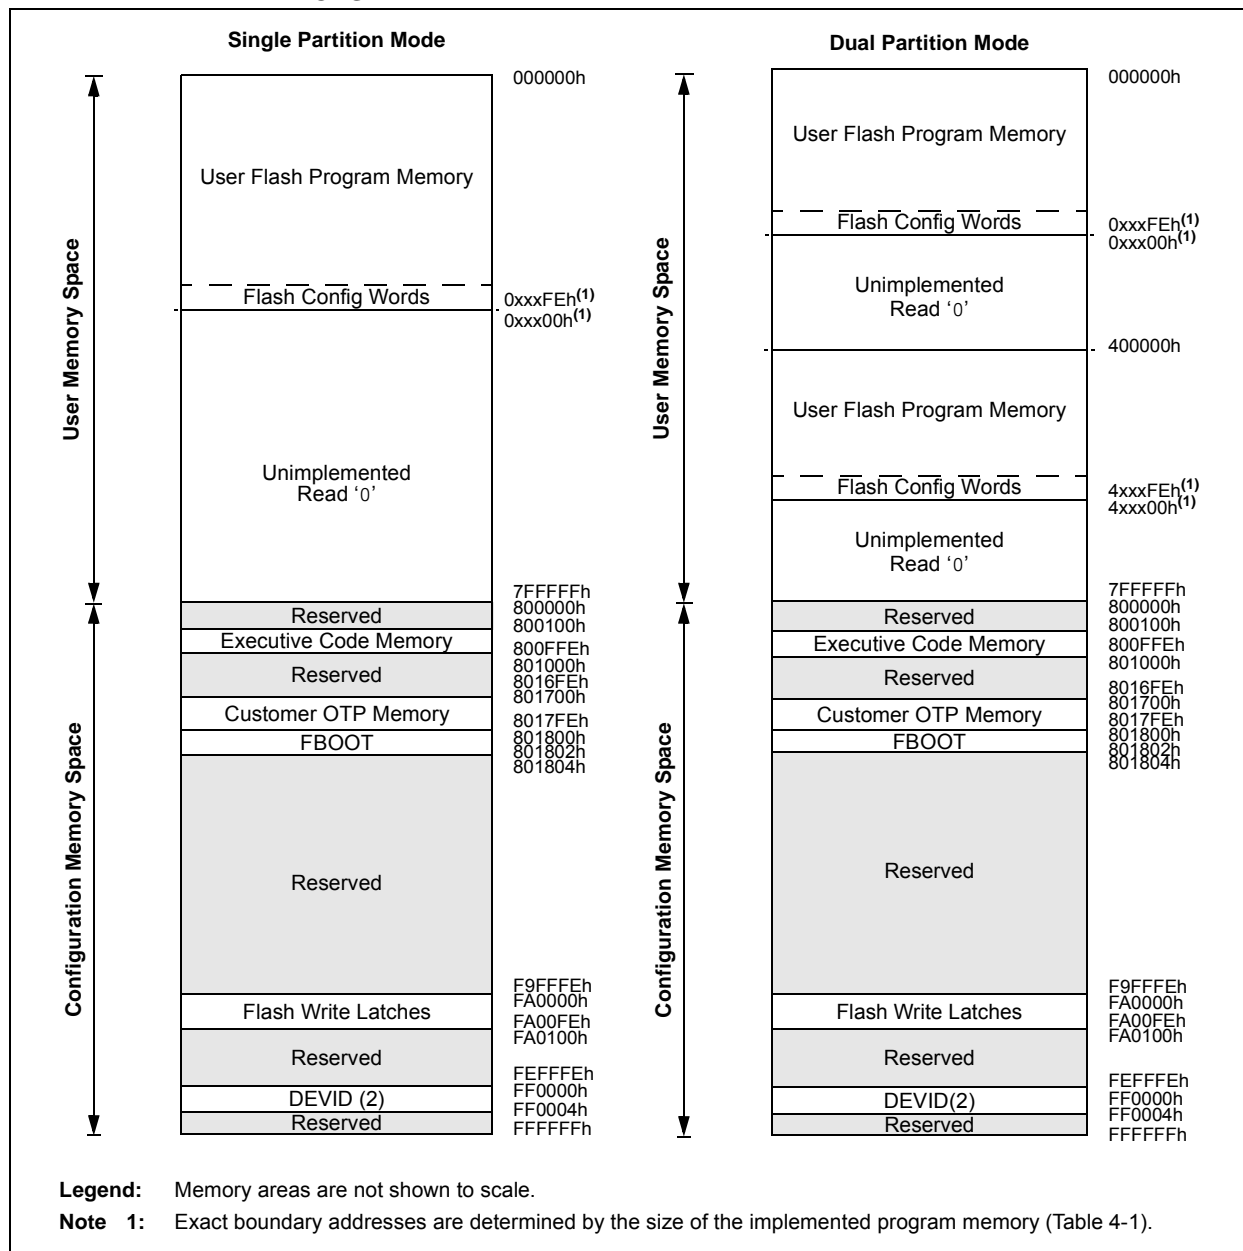 Single Partition Mode
000000h
User Flash Program Memory
Flash Config Words
0xxxFEh(1)
0xxx00h(1)
Unimplemented
Read ‘0’
7FFFFFh
800000h
Reserved
800100h
Executive Code Memory
800FFEh
801000h
Reserved
8016FEh
801700h
Customer OTP Memory
8017FEh
801800h
FBOOT
801802h
801804h
Reserved
F9FFFEh
FA0000h
Flash Write Latches
FA00FEh
FA0100h
Reserved
FEFFFEh
FF0000h
DEVID (2)
FF0004h
Reserved
FFFFFFh
User Memory Space
Configuration Memory Space
Dual Partition Mode
000000h
User Flash Program Memory
Flash Config Words
0xxxFEh(1)
0xxx00h(1)
Unimplemented
Read ‘0’
400000h
User Flash Program Memory
Flash Config Words
4xxxFEh(1)
4xxx00h(1)
Unimplemented
Read ‘0’
7FFFFFh
800000h
Reserved
800100h
Executive Code Memory
800FFEh
801000h
Reserved
8016FEh
801700h
Customer OTP Memory
8017FEh
801800h
FBOOT
801802h
801804h
Reserved
F9FFFEh
FA0000h
Flash Write Latches
FA00FEh
FA0100h
Reserved
FEFFFEh
FF0000h
DEVID(2)
FF0004h
Reserved
FFFFFFh
User Memory Space
Configuration Memory Space
Legend: Memory areas are not shown to scale.
Note 1: Exact boundary addresses are determined by the size of the implemented program memory (Table 4-1).